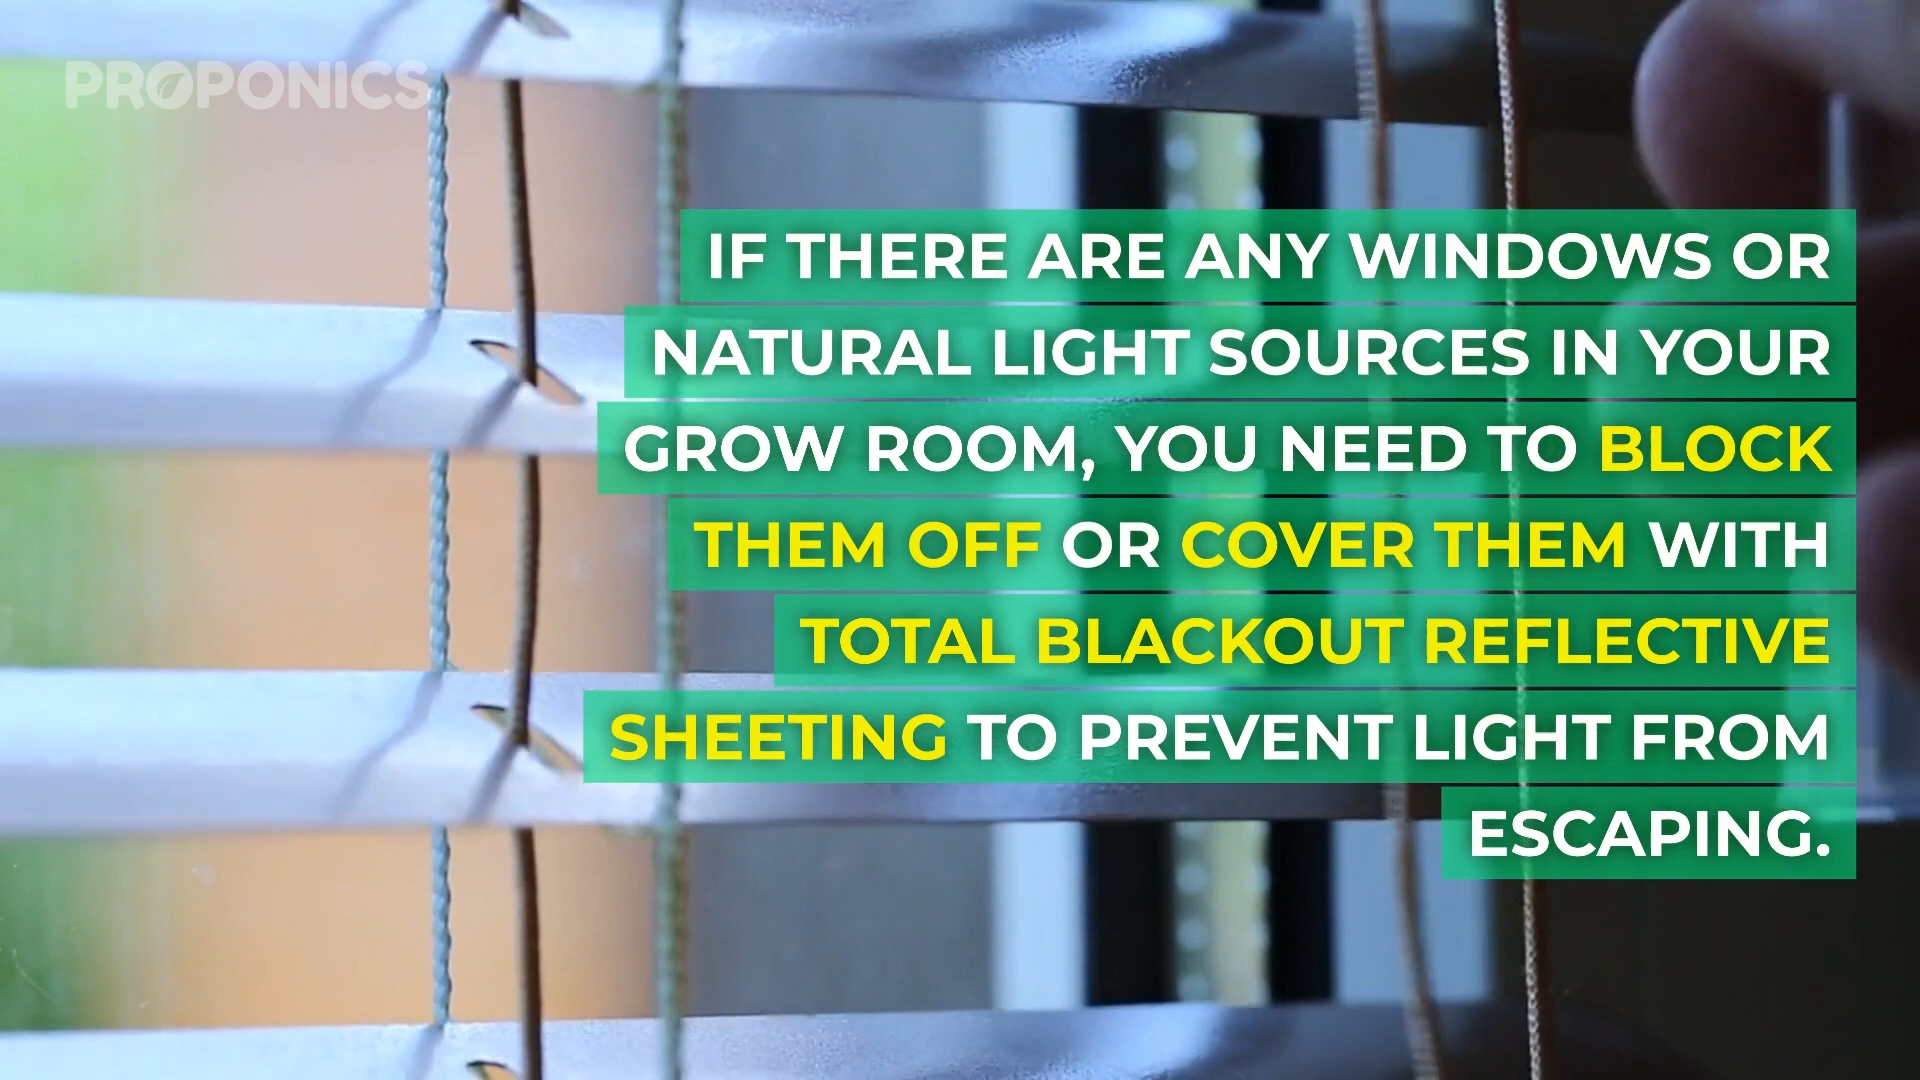 PROPONICS
IF THERE ARE ANY WINDOWS OR
NATURAL LIGHT SOURCES IN YOUR
GROW ROOM, YOU NEED TO BLOCK
THEM OFF OR COVER THEM WITH
TOTAL BLACKOUT REFLECTIVE
SHEETING TO PREVENT LIGHT FROM
ESCAPING.